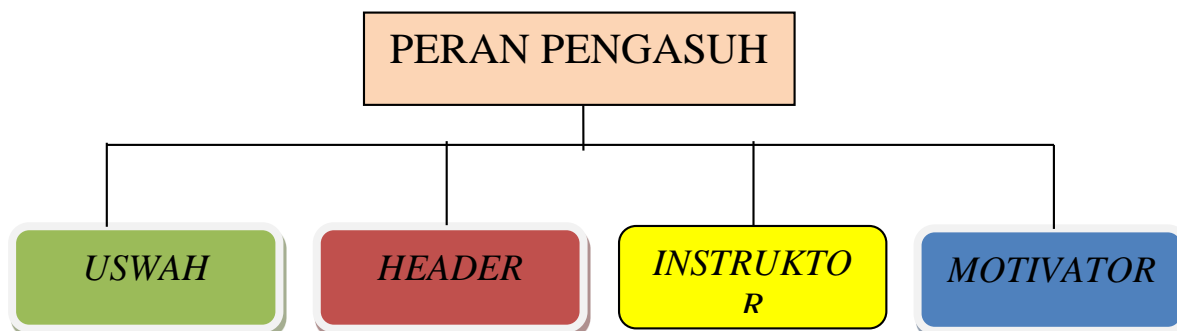 PERAN PENGASUH
USWAH
HEADER
INSTRUKTO
R
MOTIVATOR